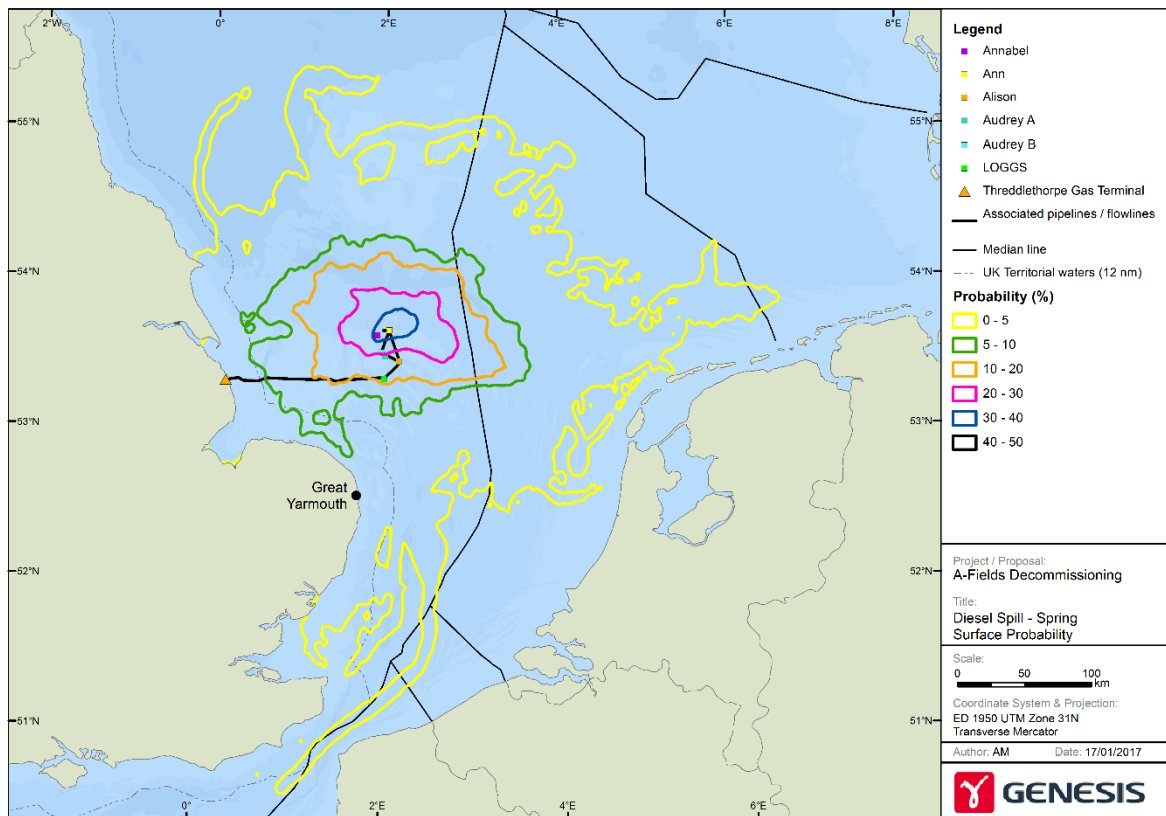 2°W
0°
2°E
4°E
6°E
8°E
55°N
55°N
54°N
54°N
53°N
53°N
52°N
52°N
51°N
51°N
0°
2°E
4°E
6°E
Great
Yarmouth
Legend
Annabel
Ann
Alison
Audrey A
Audrey B
LOGGS
Threddlethorpe Gas Terminal
Associated pipelines / flowlines
Median line
UK Territorial waters (12 nm)
Probability (%)
0 - 5
5 - 10
10 - 20
20 - 30
30 - 40
40 - 50
Project / Proposal:
A-Fields Decommissioning
Title:
Diesel Spill - Spring
Surface Probability
Scale:
0 50 100
km
Coordinate System & Projection:
ED 1950 UTM Zone 31N
Transverse Mercator
Author: AM Date: 17/01/2017
GENESIS